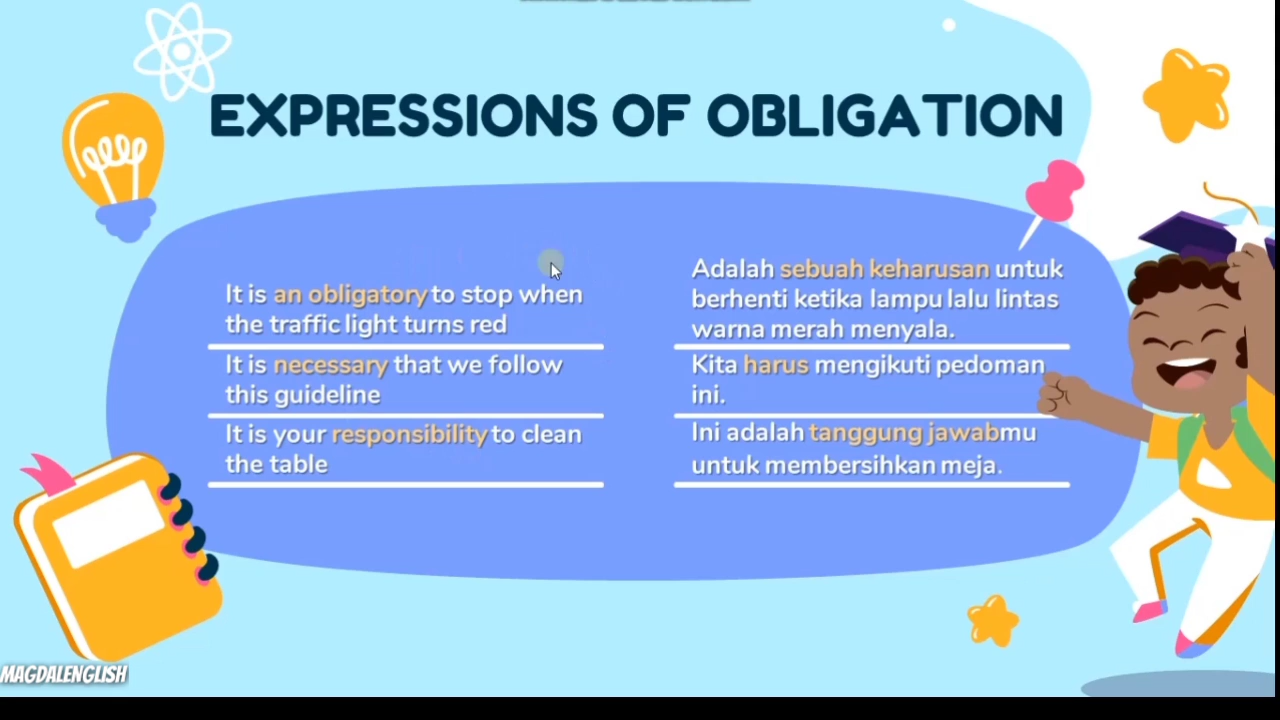 EXPRESSIONS OF OBLIGATION
It is an obligatory to stop when
the traffic light turns red
Adalah sebuah keharusan untuk
berhenti ketika lampu lalu lintas
warna merah menyala.
It is necessary that we follow
this guideline
Kita harus mengikuti pedoman
ini.
It is your responsibility to clean
the table
Ini adalah tanggung jawabmu
untuk membersihkan meja.
MAGDALENGLISH